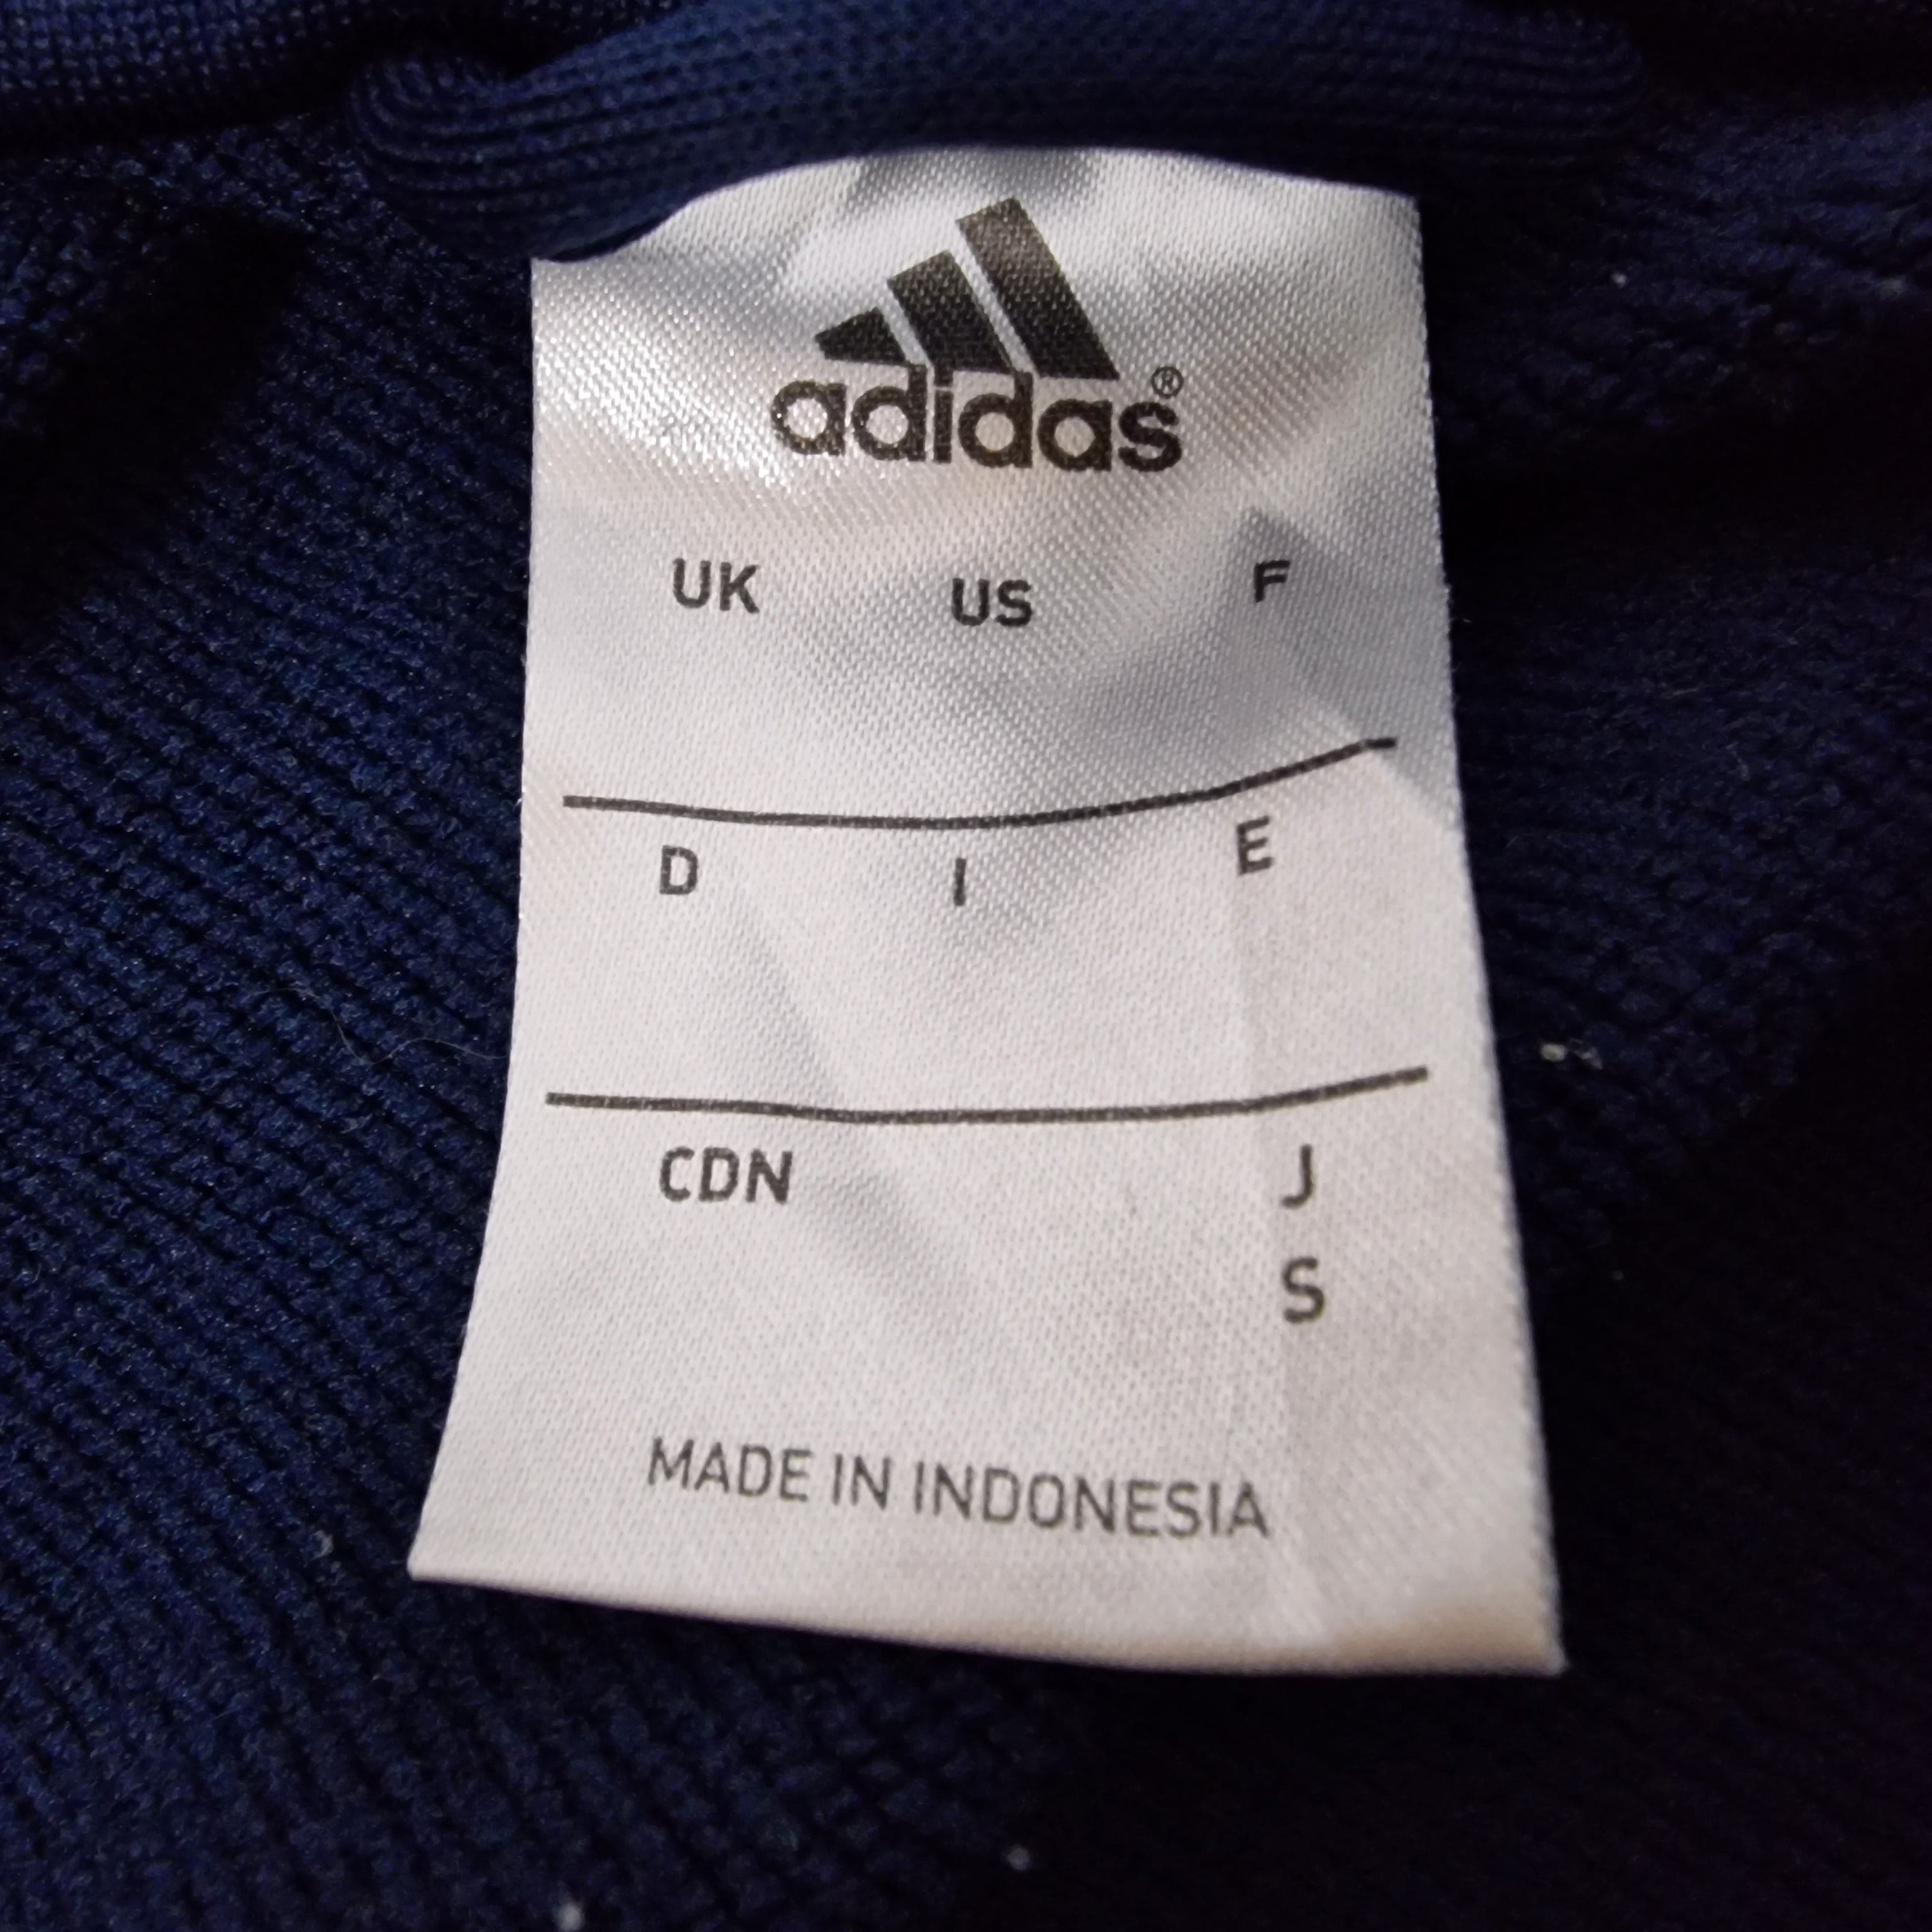 adidas®
UK US F
D I E
CDN J
S
MADE IN INDONESIA